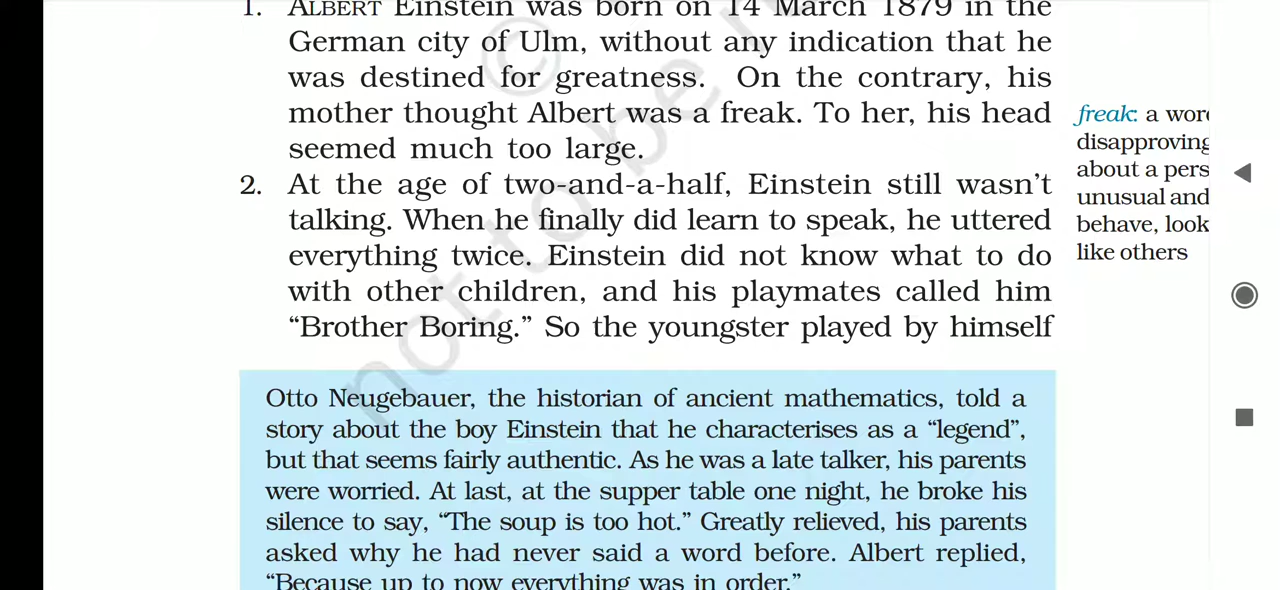 1. ALBERT Einstein was born on 14 March 1879 in the
German city of Ulm, without any indication that he
was destined for greatness. On the contrary, his
mother thought Albert was a freak. To her, his head
seemed much too large.
2. At the age of two-and-a-half, Einstein still wasn't
talking. When he finally did learn to speak, he uttered
everything twice. Einstein did not know what to do
with other children, and his playmates called him
“Brother Boring.” So the youngster played by himself
freak: a word
disapproving
about a pers
unusual and
behave, look
like others
Otto Neugebauer, the historian of ancient mathematics, told a
story about the boy Einstein that he characterises as a “legend”,
but that seems fairly authentic. As he was a late talker, his parents
were worried. At last, at the supper table one night, he broke his
silence to say, “The soup is too hot.” Greatly relieved, his parents
asked why he had never said a word before. Albert replied,
“Because up to now everything was in order.”
© not to be